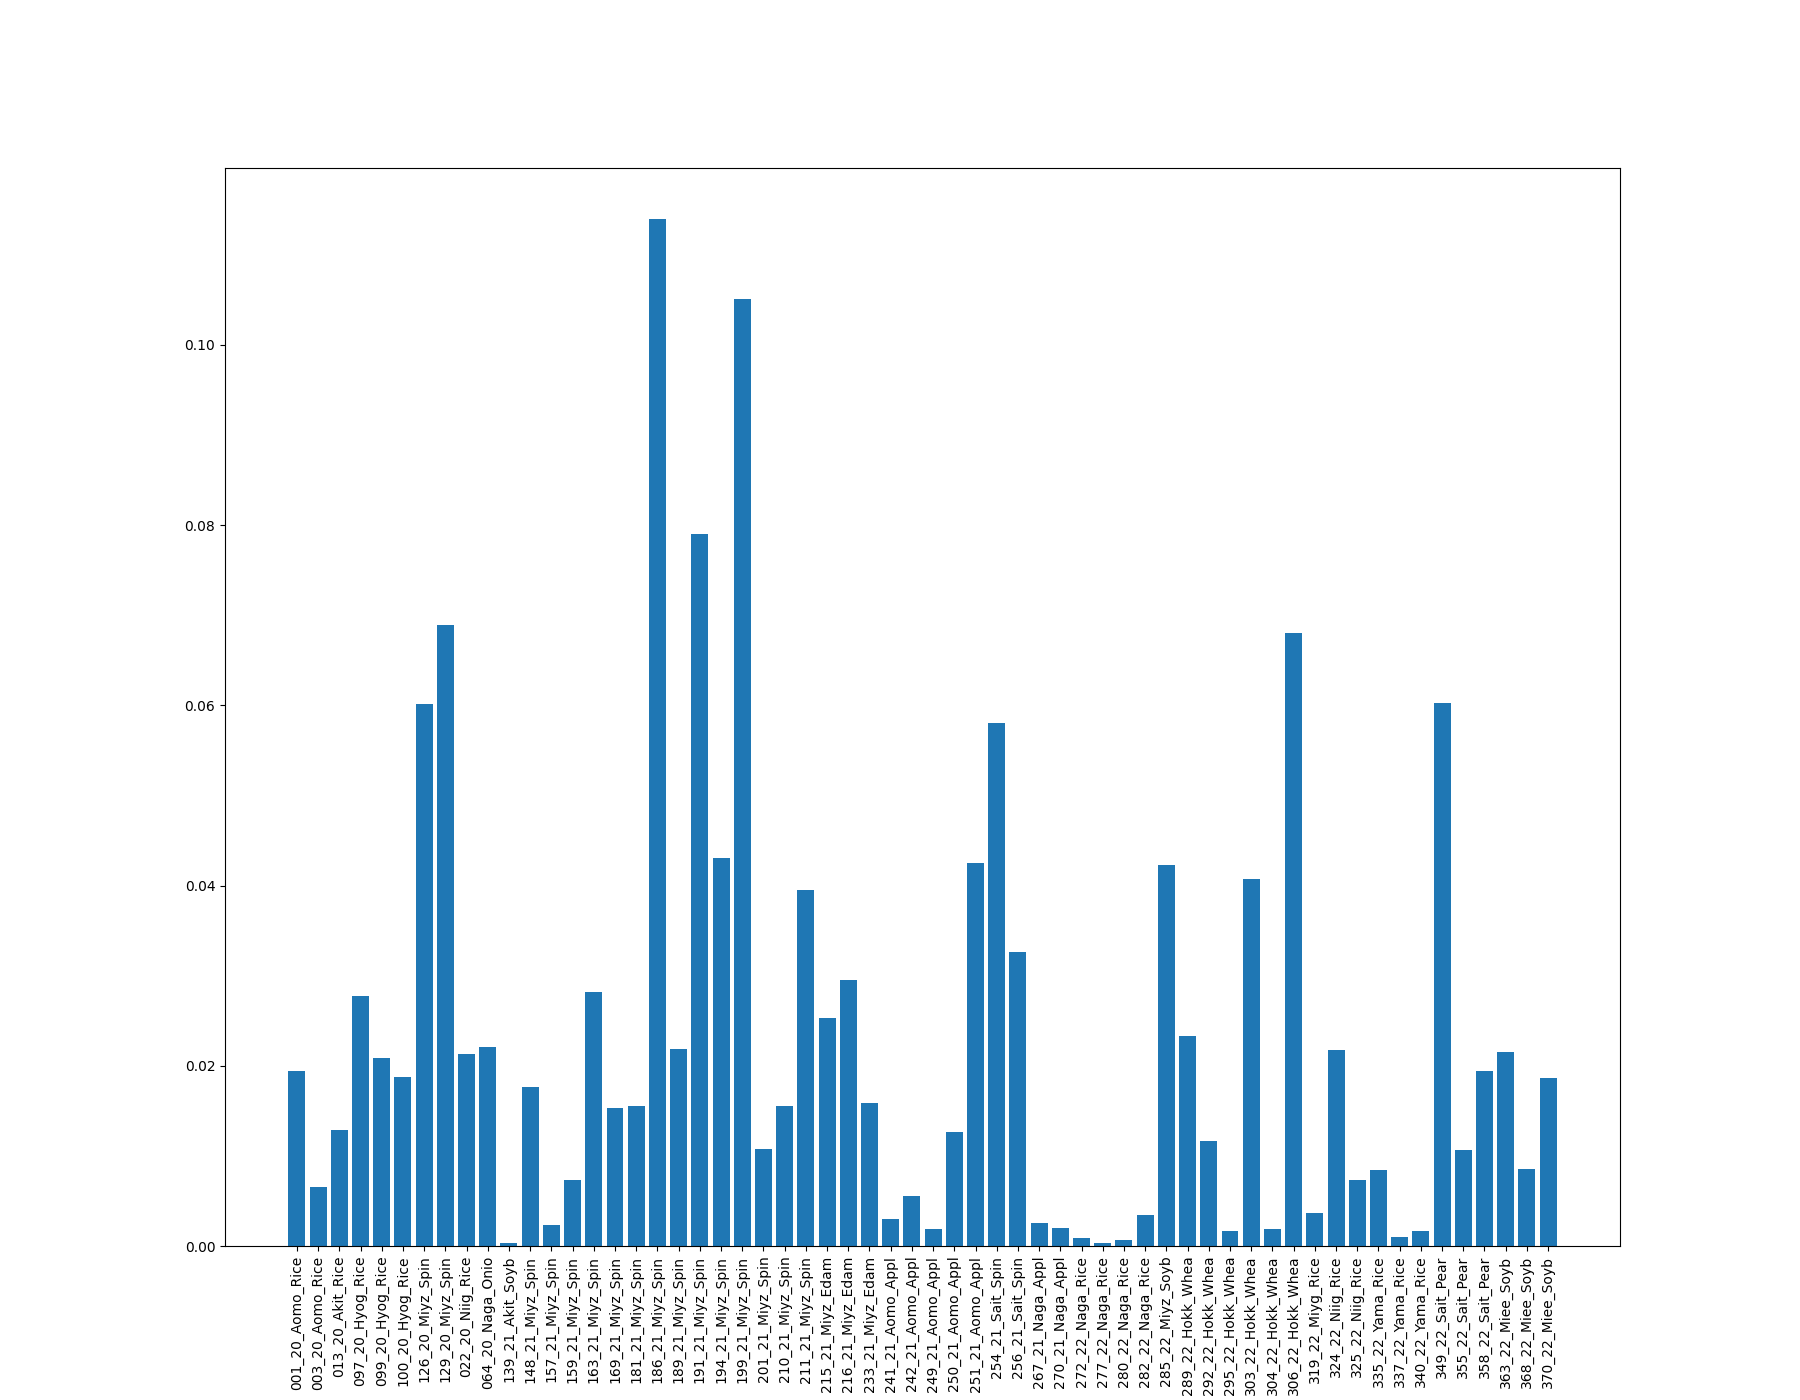 0.10
0.08
0.06
0.04
0.02
0.00
001_20_Aomo_Rice
003_20_Aomo_Rice
013_20_Akit_Rice
097_20_Hyog_Rice
099_20_Hyog_Rice
100_20_Hyog_Rice
126_20_Miyz_Spin
129_20_Miyz_Spin
022_20_Niig_Rice
064_20_Naga_Onio
139_21_Akit_Soyb
148_21_Miyz_Spin
157_21_Miyz_Spin
159_21_Miyz_Spin
163_21_Miyz_Spin
169_21_Miyz_Spin
181_21_Miyz_Spin
186_21_Miyz_Spin
189_21_Miyz_Spin
191_21_Miyz_Spin
194_21_Miyz_Spin
199_21_Miyz_Spin
201_21_Miyz_Spin
210_21_Miyz_Spin
211_21_Miyz_Spin
215_21_Miyz_Edam
216_21_Miyz_Edam
233_21_Miyz_Edam
241_21_Aomo_Appl
242_21_Aomo_Appl
249_21_Aomo_Appl
250_21_Aomo_Appl
251_21_Aomo_Appl
254_21_Sait_Spin
256_21_Sait_Spin
267_21_Naga_Appl
270_21_Naga_Appl
272_22_Naga_Rice
277_22_Naga_Rice
280_22_Naga_Rice
282_22_Naga_Rice
285_22_Miyz_Soyb
289_22_Hokk_Whea
292_22_Hokk_Whea
295_22_Hokk_Whea
303_22_Hokk_Whea
304_22_Hokk_Whea
306_22_Hokk_Whea
319_22_Miyg_Rice
324_22_Niig_Rice
325_22_Niig_Rice
335_22_Yama_Rice
337_22_Yama_Rice
340_22_Yama_Rice
349_22_Sait_Pear
355_22_Sait_Pear
358_22_Sait_Pear
363_22_Miee_Soyb
368_22_Miee_Soyb
370_22_Miee_Soyb